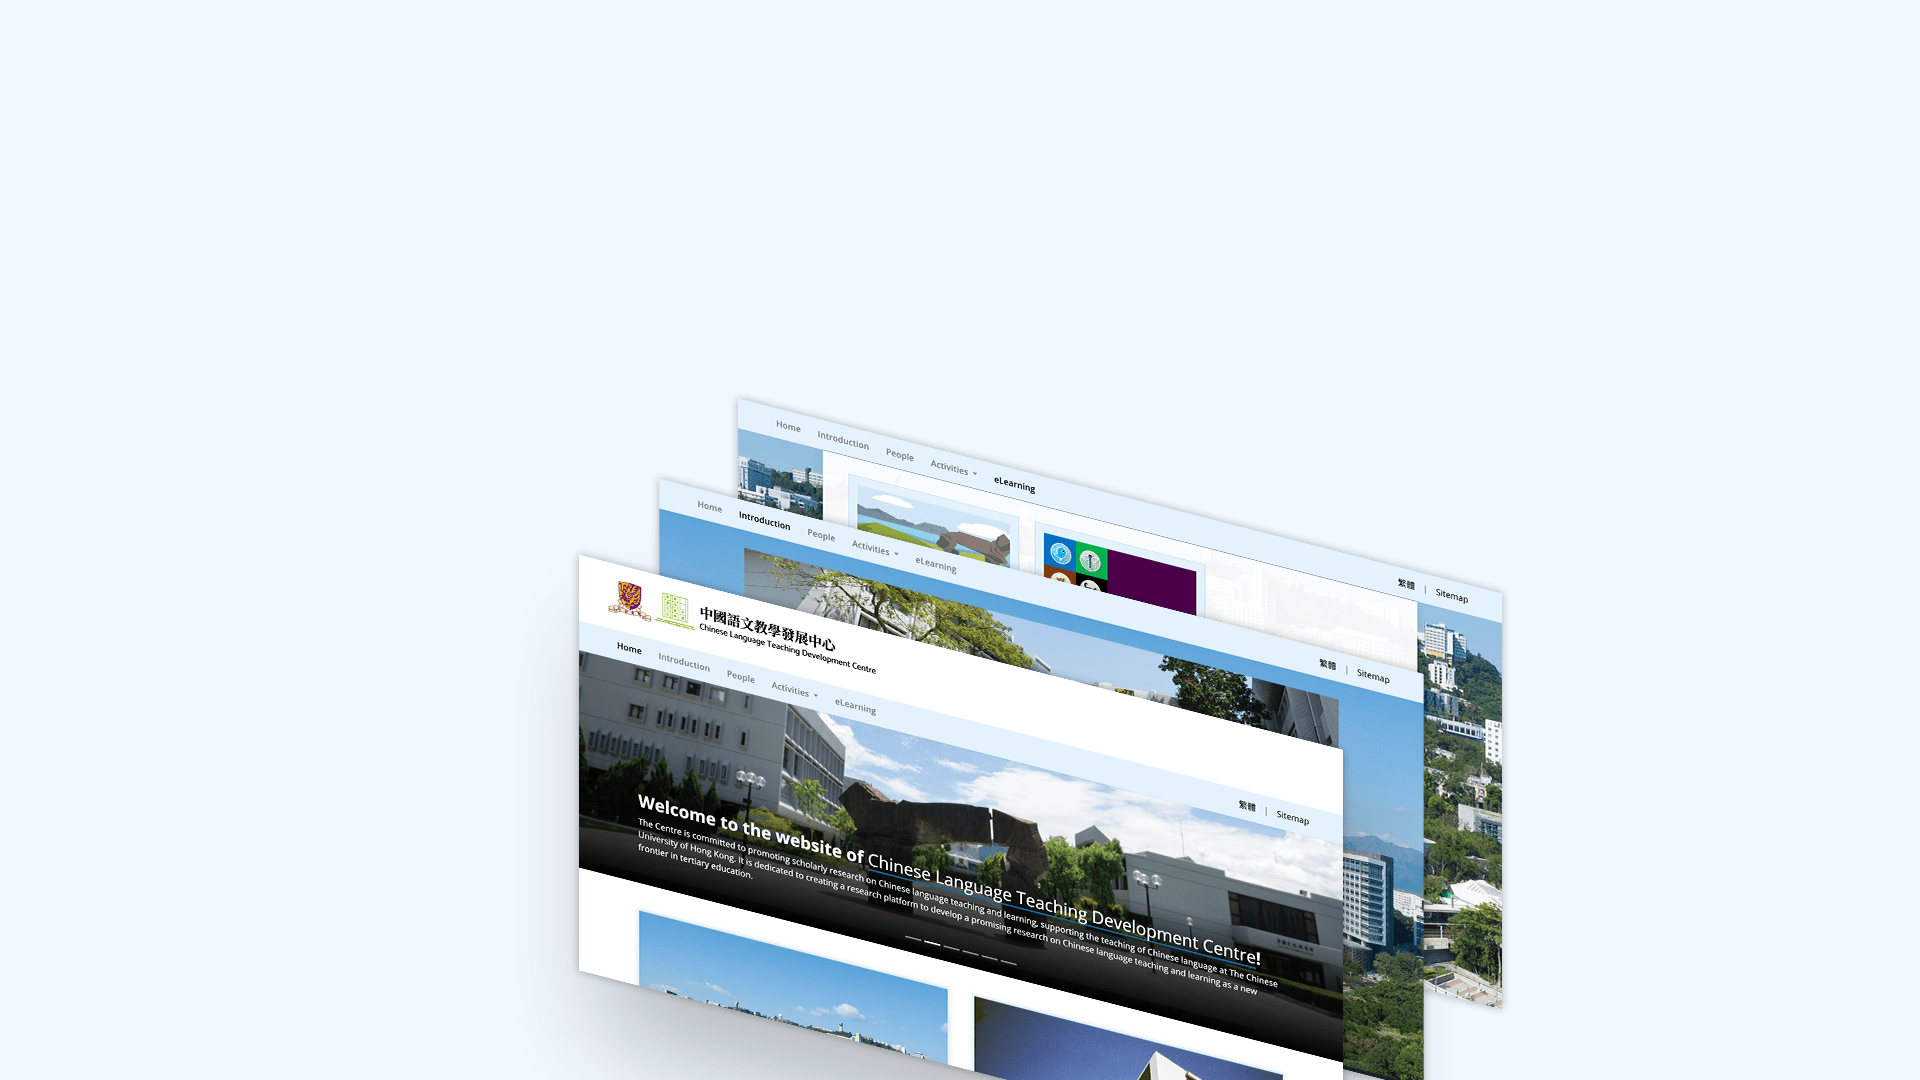 Home Introduction People Activities eLearning
繁體 | Sitemap
Home Introduction People Activities eLearning
繁體 | Sitemap
中國語文教學發展中心
Chinese Language Teaching Development Centre
Home Introduction People Activities eLearning
繁體 | Sitemap
Welcome to the website of Chinese Language Teaching Development Centre!
The Centre is committed to promoting scholarly research on Chinese language teaching and learning, supporting the teaching of Chinese language at The Chinese
University of Hong Kong. It is dedicated to creating a research platform to develop a promising research on Chinese language teaching and learning as a new
frontier in tertiary education.